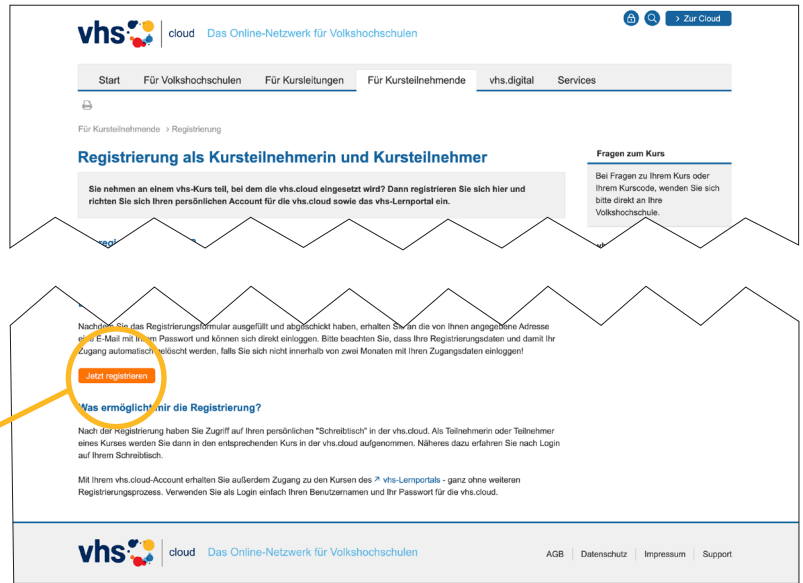 vhs cloud Das Online-Netzwerk für Volkshochschulen
> Zur Cloud
Start Für Volkshochschulen Für Kursleitungen Für Kursteilnehmende vhs.digital Services
Für Kursteilnehmende > Registrierung
Registrierung als Kursteilnehmerin und Kursteilnehmer
Sie nehmen an einem vhs-Kurs teil, bei dem die vhs.cloud eingesetzt wird? Dann registrieren Sie sich hier und
richten Sie sich Ihren persönlichen Account für die vhs.cloud sowie das vhs-Lernportal ein.
Fragen zum Kurs
Bei Fragen zu Ihrem Kurs oder
Ihrem Kurscode, wenden Sie sich
bitte direkt an Ihre
Volkshochschule.
Nachdem Sie das Registrierungsformular ausgefüllt und abgeschickt haben, erhalten Sie an die von Ihnen angegebene Adresse
eine E-Mail mit Ihrem Passwort und können sich direkt einloggen. Bitte beachten Sie, dass Ihre Registrierungsdaten und damit Ihr
Zugang automatisch gelöscht werden, falls Sie sich nicht innerhalb von zwei Monaten mit Ihren Zugangsdaten einloggen!
Jetzt registrieren
Was ermöglicht mir die Registrierung?
Nach der Registrierung haben Sie Zugriff auf Ihren persönlichen "Schreibtisch" in der vhs.cloud. Als Teilnehmerin oder Teilnehmer
eines Kurses werden Sie dann in den entsprechenden Kurs in der vhs.cloud aufgenommen. Näheres dazu erfahren Sie nach Login
auf Ihrem Schreibtisch.
Mit Ihrem vhs.cloud-Account erhalten Sie außerdem Zugang zu den Kursen des ↗ vhs-Lernportals - ganz ohne weiteren
Registrierungsprozess. Verwenden Sie als Login einfach Ihren Benutzernamen und Ihr Passwort für die vhs.cloud.
vhs cloud Das Online-Netzwerk für Volkshochschulen
AGB | Datenschutz | Impressum | Support